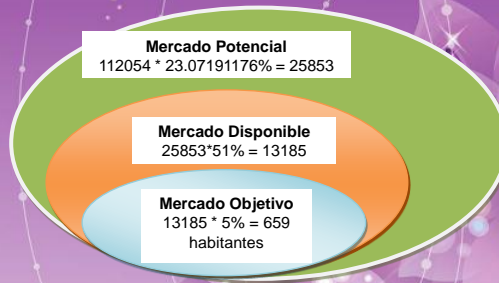 Mercado Potencial
112054 * 23.07191176% = 25853
Mercado Disponible
25853*51% = 13185
Mercado Objetivo
13185 * 5% = 659
habitantes